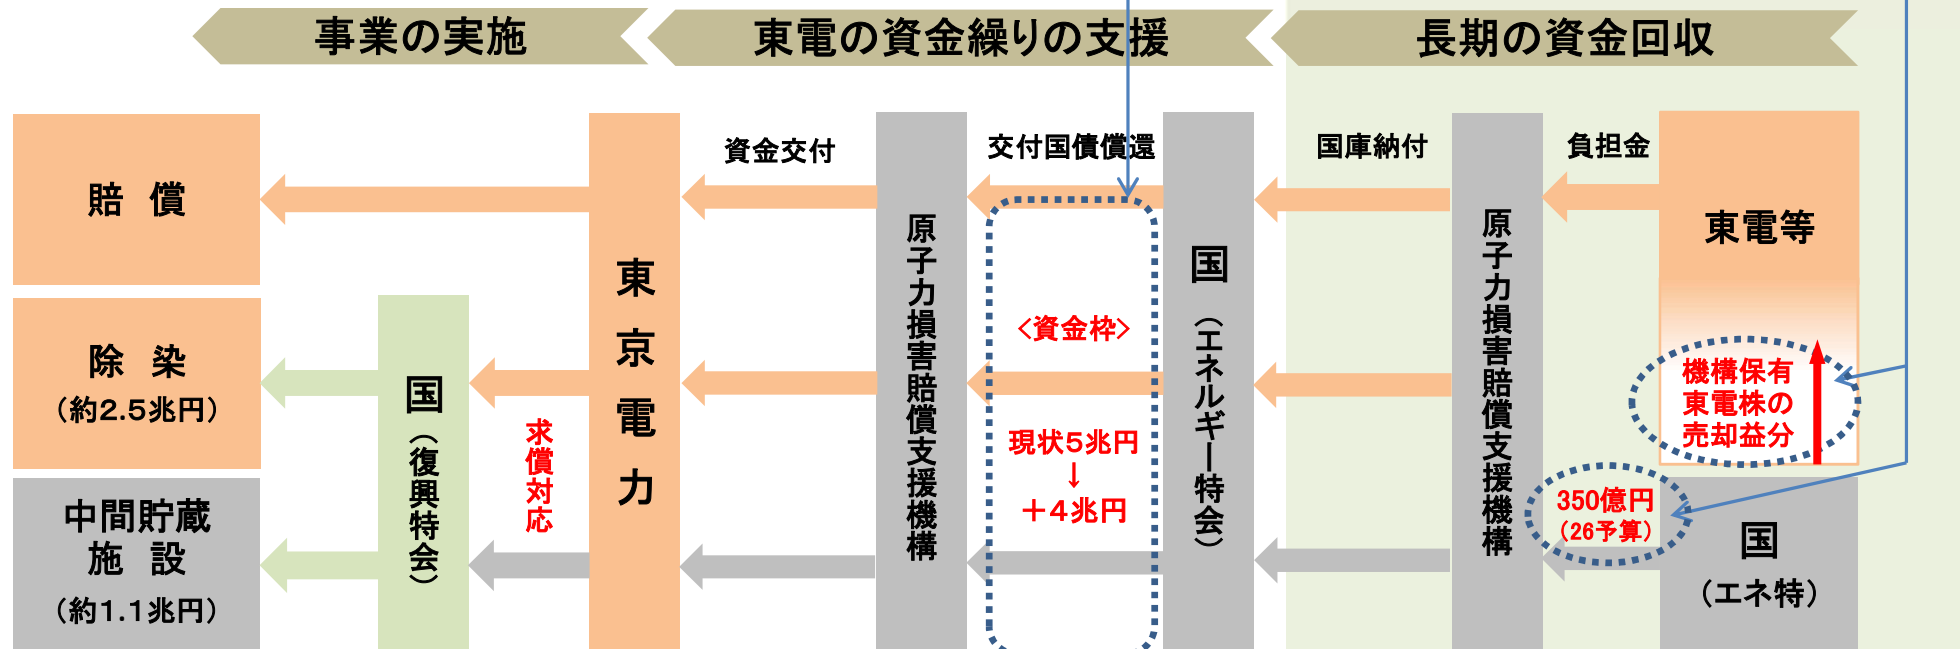 事業の実施
東電の資金繰りの支援
長期の資金回収
資金交付
交付国債償還
国庫納付
負担金
賠 償
除 染
（約2.5兆円）
中間貯蔵
施 設
（約1.1兆円）
国（復興特会）
求償対応
東京電力
原子力損害賠償支援機構
＜資金枠＞
現状５兆円
↓
＋４兆円
国（エネルギー特会）
原子力損害賠償支援機構
東電等
機構保有
東電株の
売却益分
350億円
（26予算）
国
（エネ特）